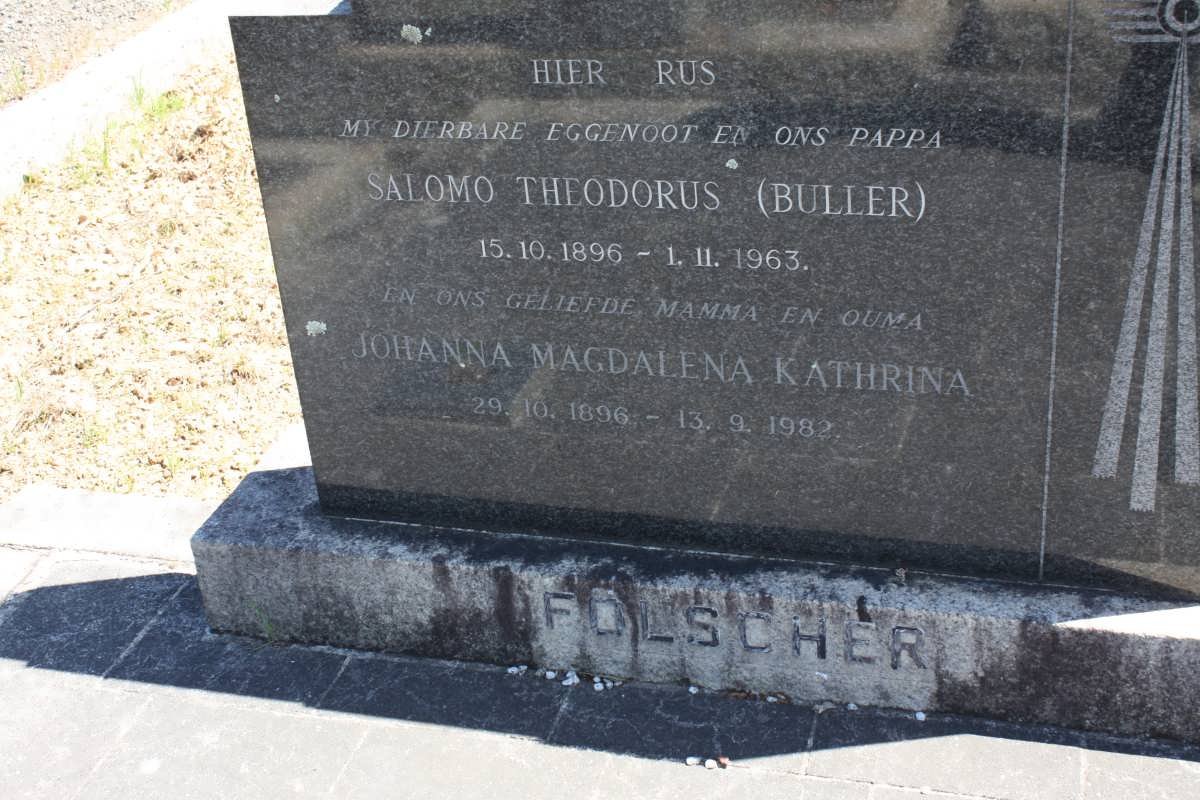 HIER RUS
MY DIERBARE EGGENOOT EN ONS PAPPA
SALOMO THEODORUS (BULLER)
15.10.1896 - 1.11.1963.
EN ONS GELIEFDE MAMMA EN OUMA
JOHANNA MAGDALENA KATHRINA
29.10.1896 - 13.9.1982.
FÖLSCHER